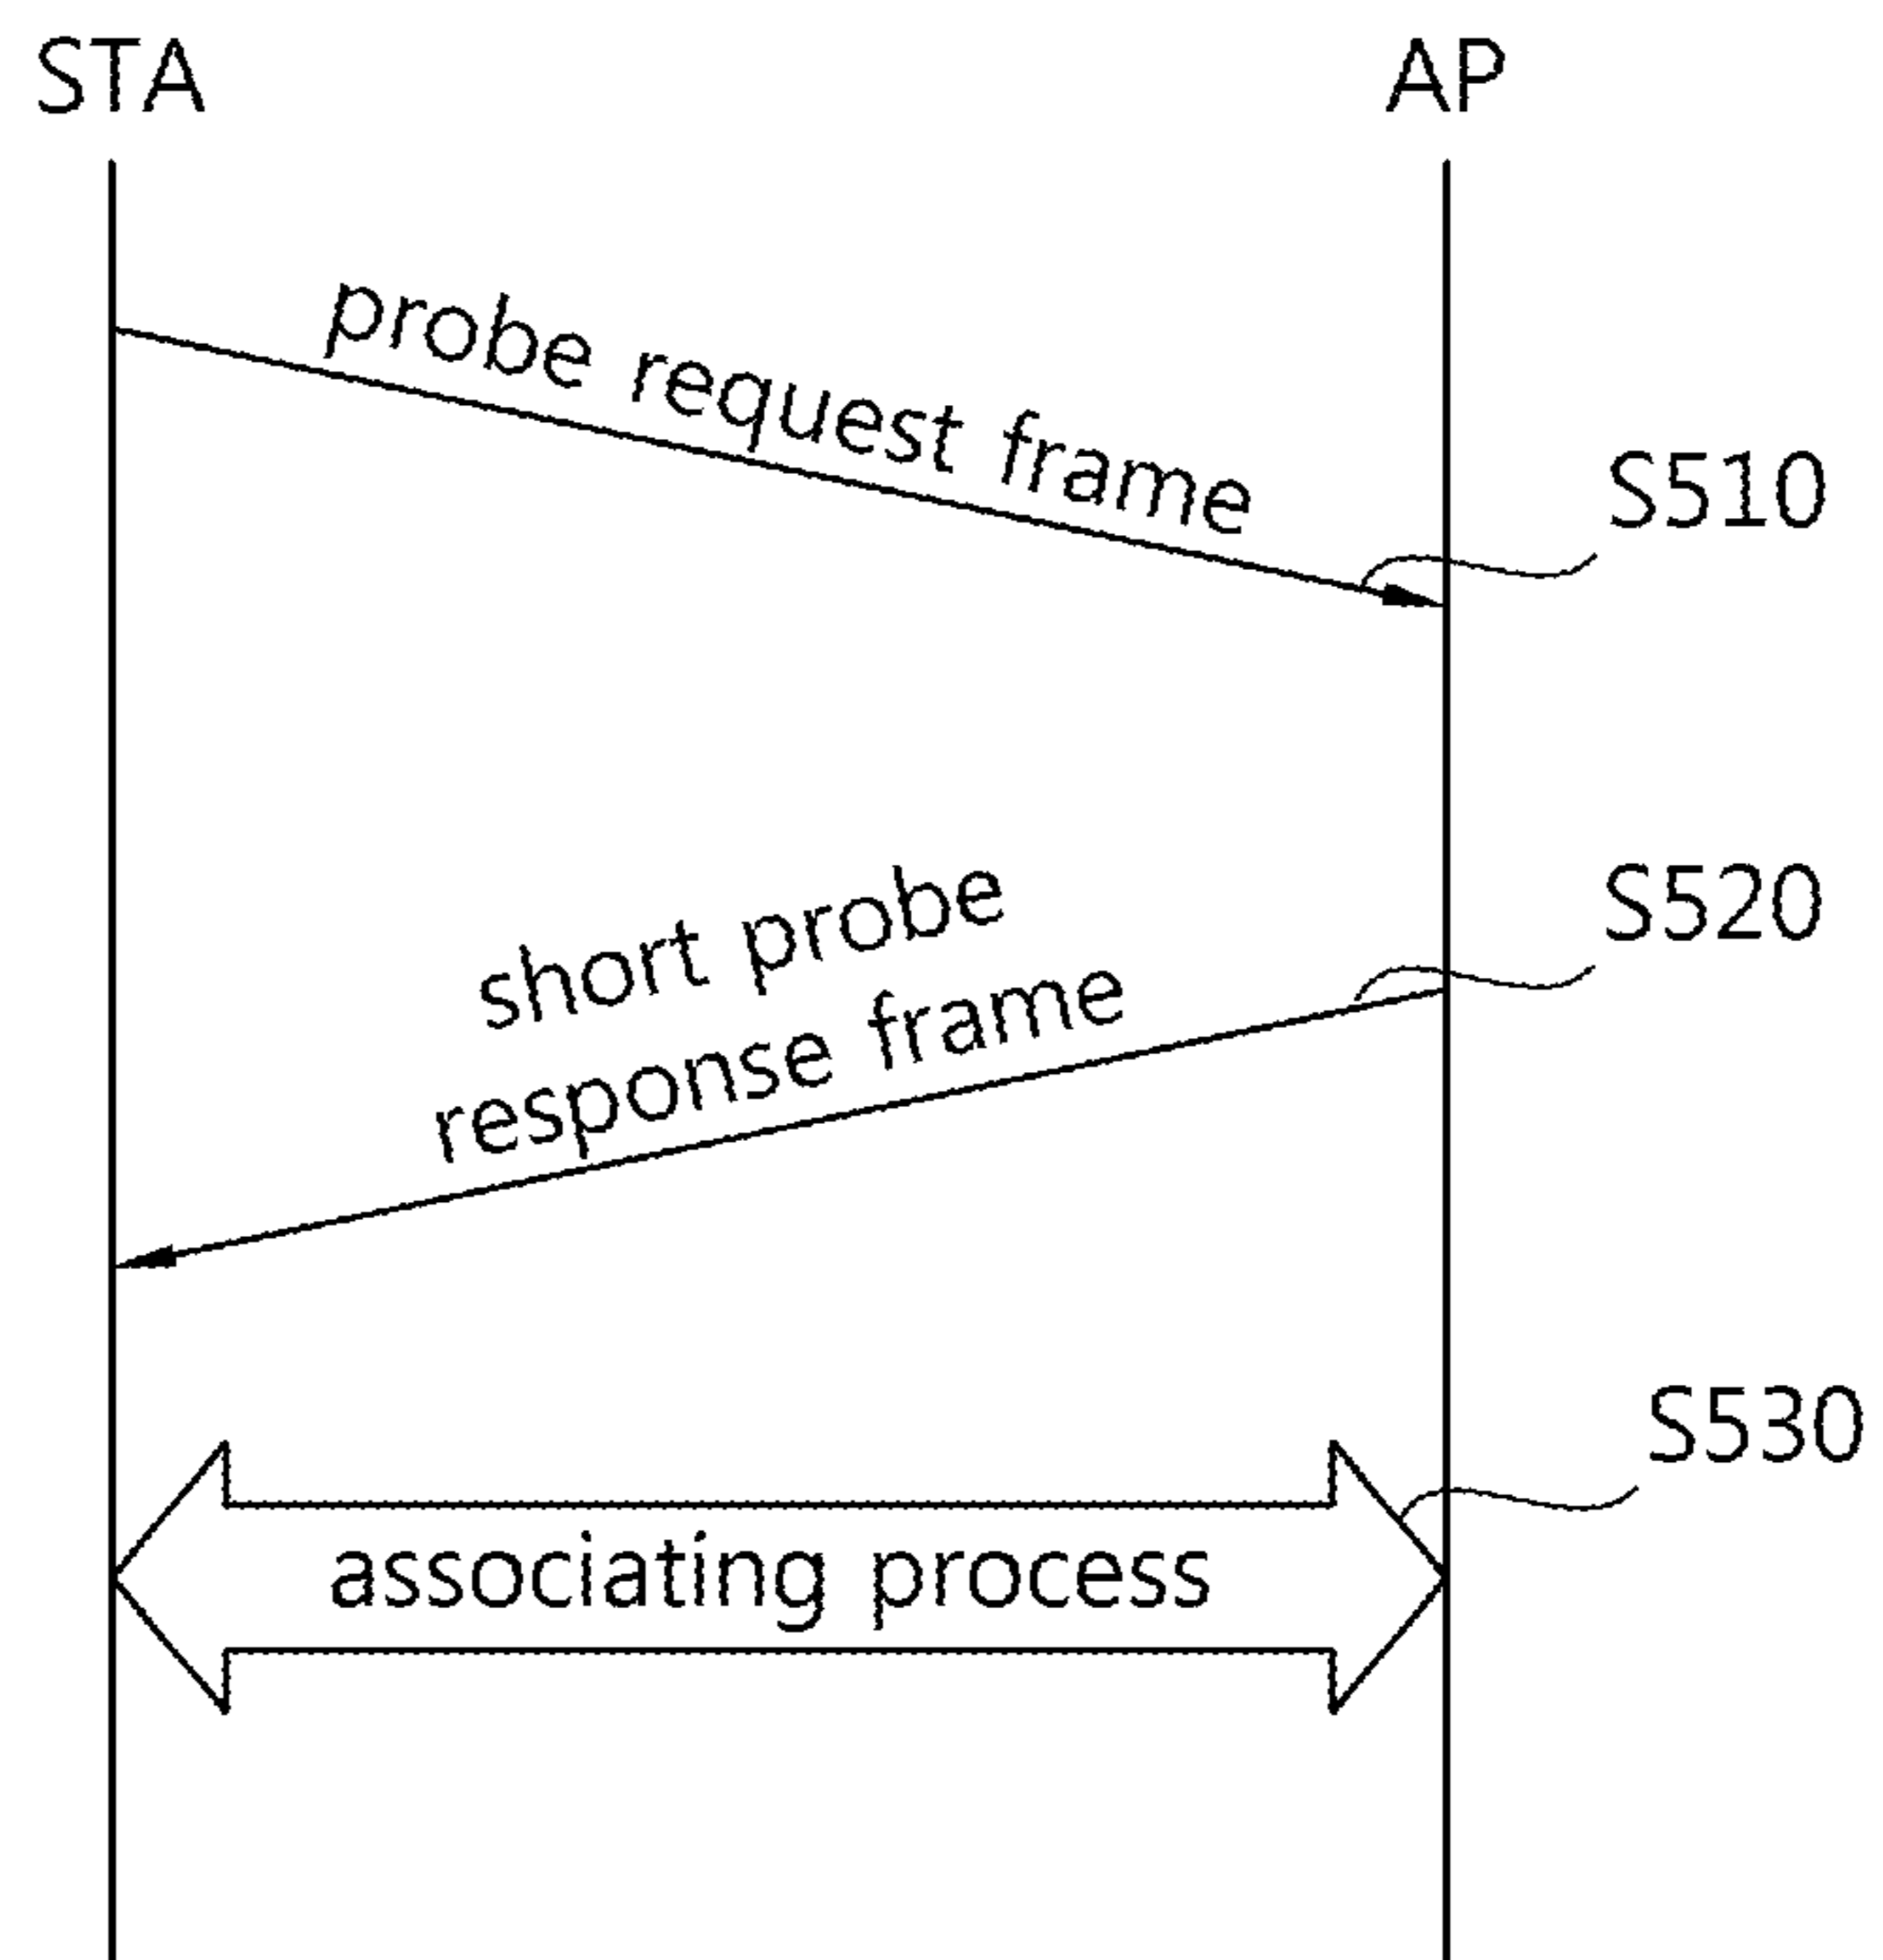 STA
AP
probe request frame
S510
short probe
response frame
S520
S530
associating process